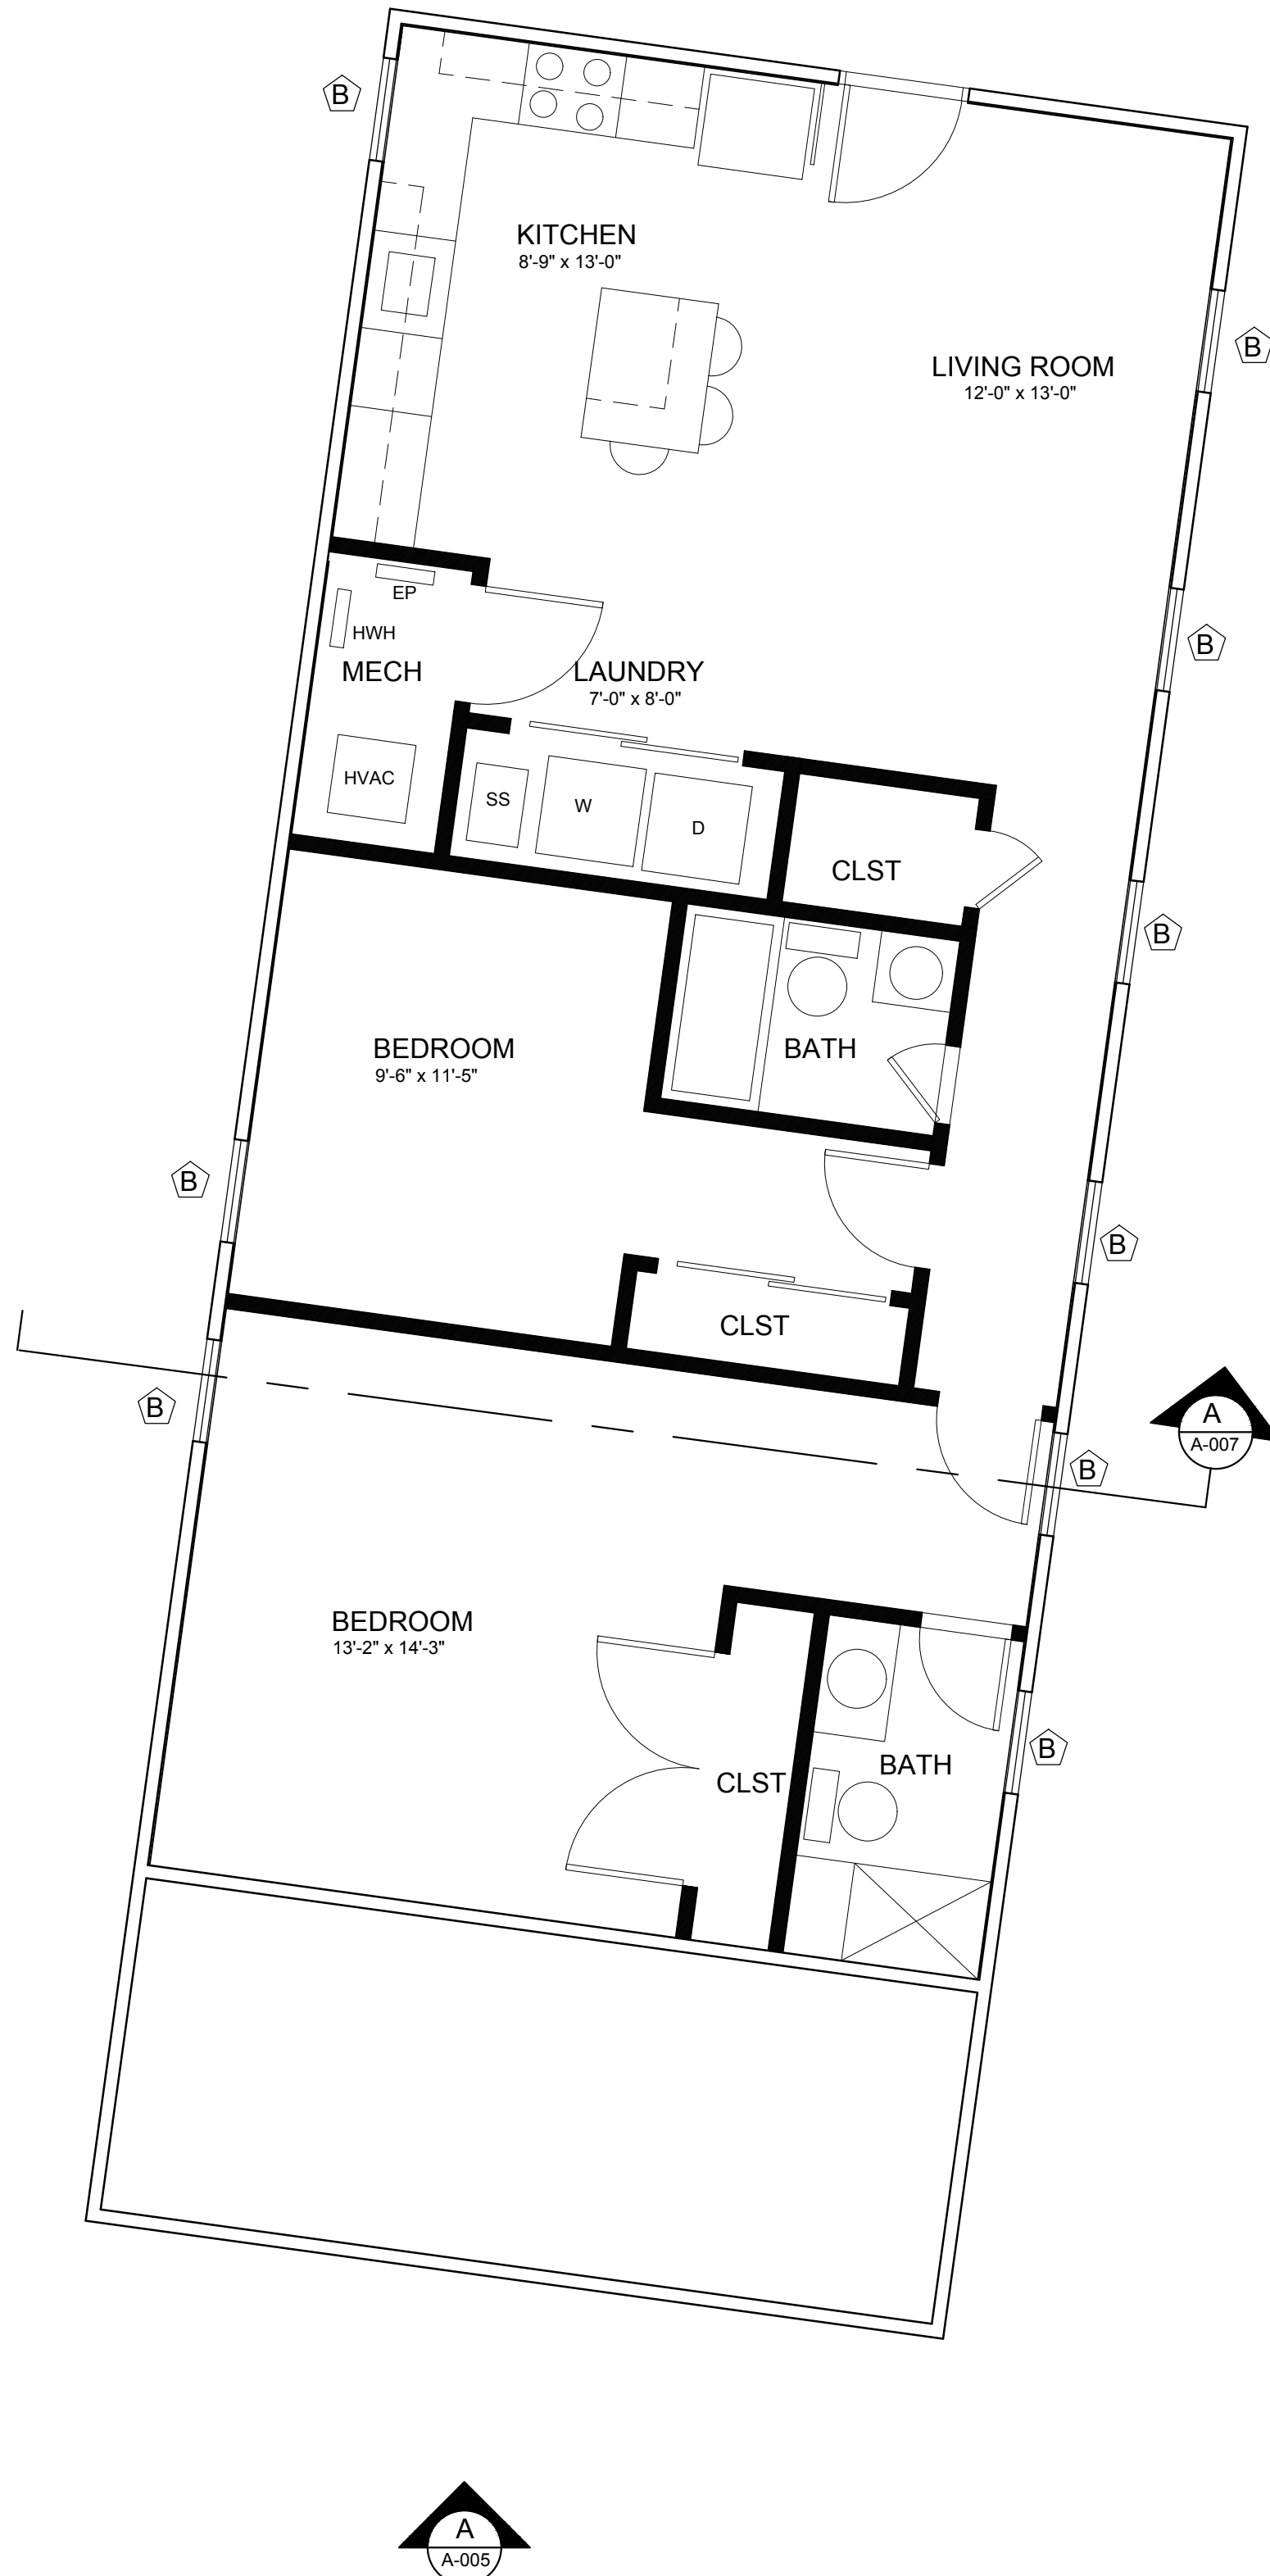 B
KITCHEN
8'-9" x 13'-0"
B
LIVING ROOM
12'-0" x 13'-0"
EP
HWH
MECH
LAUNDRY
7'-0" x 8'-0"
B
HVAC
SS
W
D
CLST
B
BEDROOM
9'-6" x 11'-5"
BATH
B
B
CLST
B
A
A-007
B
BEDROOM
13'-2" x 14'-3"
B
CLST
BATH
A
A-005